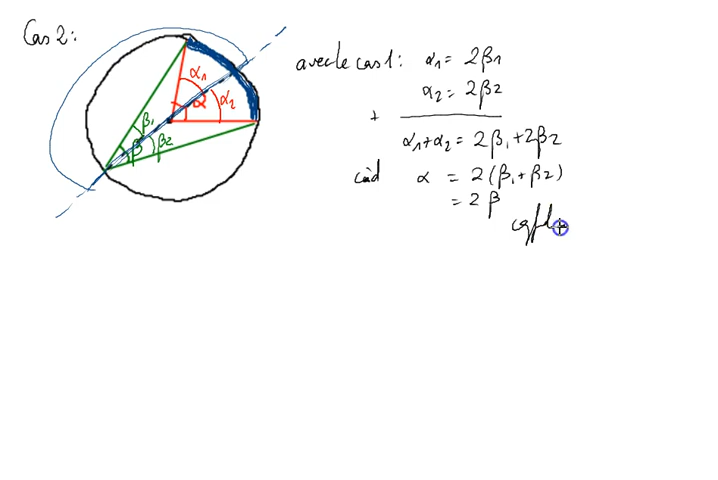 Cas 2:
α1
α
α2
β1
β
β2
avec le cas 1: α1 = 2β1
α2 = 2β2
+
α1+α2 = 2β1+2β2
càd α = 2(β1+β2)
= 2β
cqfd